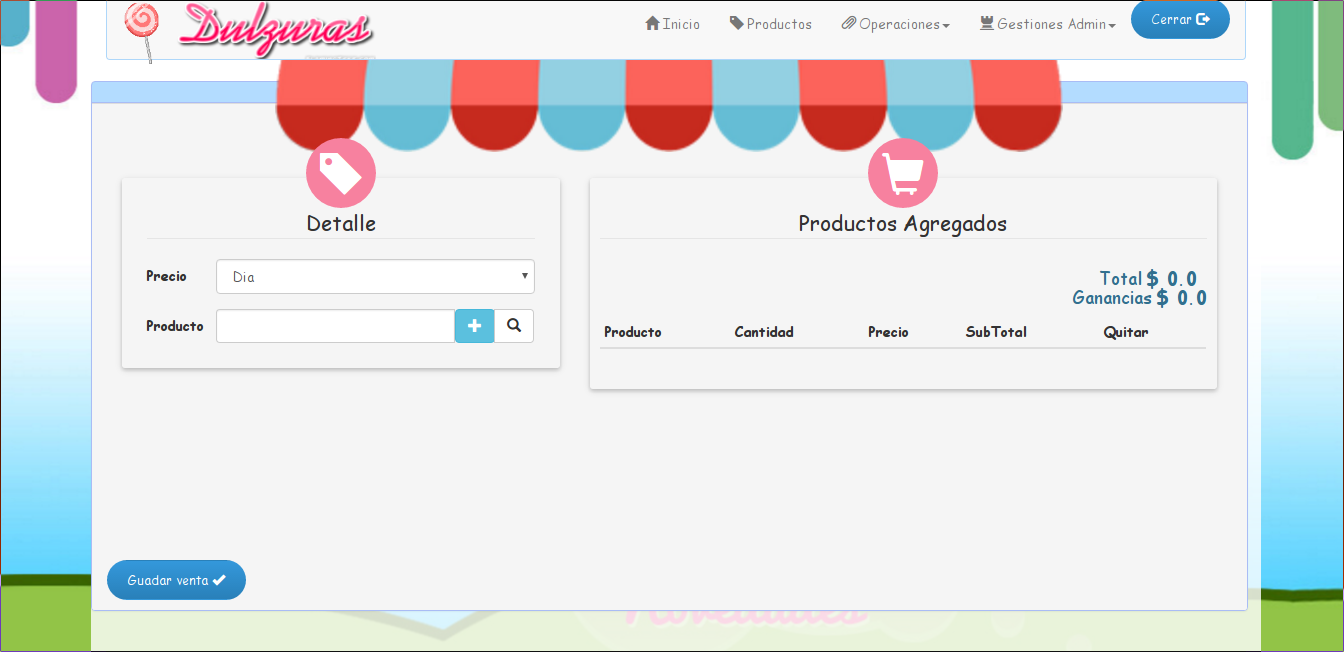 Dulzuras
Inicio Productos Operaciones Gestiones Admin Cerrar
Detalle
Precio Dia
Producto
Productos Agregados
Total $ 0.0
Ganancias $ 0.0
Producto Cantidad Precio SubTotal Quitar
Guadar venta
Novedades